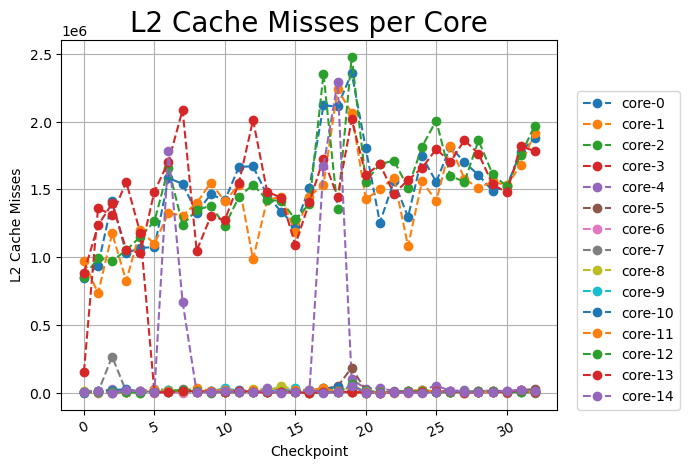 L2 Cache Misses per Core
1e6
2.5
2.0
1.5
1.0
0.5
0.0
L2 Cache Misses
0
5
10
15
20
25
30
Checkpoint
core-0
core-1
core-2
core-3
core-4
core-5
core-6
core-7
core-8
core-9
core-10
core-11
core-12
core-13
core-14